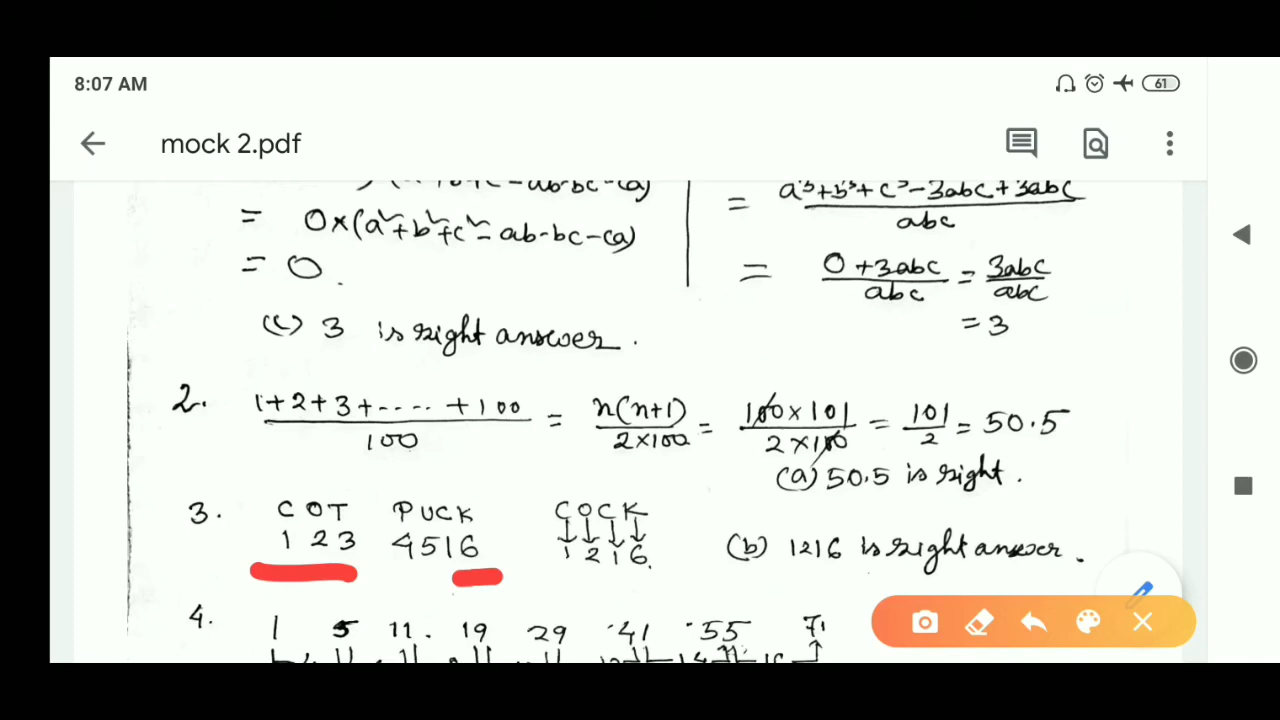 8:07 AM
61
mock 2.pdf
= 0×(a²+b²+c²-ab-bc-ca)
= 0.
= a³+b³+c³-3abc+3abc / abc
= 0+3abc / abc = 3abc / abc
= 3
(c) 3 is right answer.
2. 1+2+3+----+100 / 100 = n(n+1) / 2×100 = 100×101 / 2×100 = 101 / 2 = 50.5
(a) 50.5 is right.
3. COT PUCK COCK
123 4516 1216.
(b) 1216 is right answer.
4. 1 5 11. 19 29 41 55 71